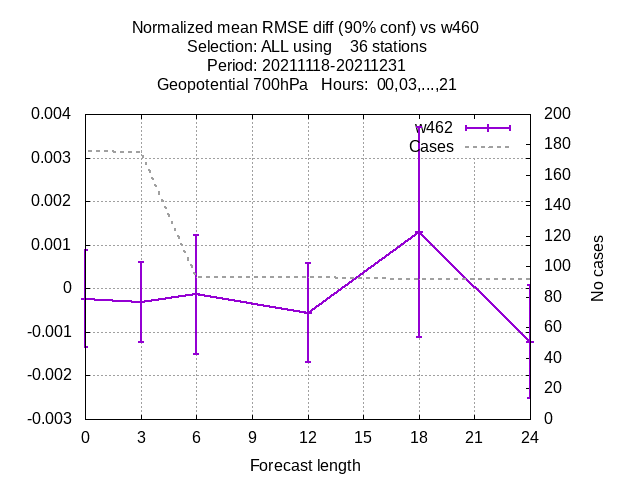 Normalized mean RMSE diff (90% conf) vs w460
Selection: ALL using    36 stations
Period: 20211118-20211231
Geopotential 700hPa   Hours:  00,03,...,21
w462
Cases
0.004
0.003
0.002
0.001
0
-0.001
-0.002
-0.003
200
180
160
140
120
100
80
60
40
20
0
No cases
0 3 6 9 12 15 18 21 24
Forecast length